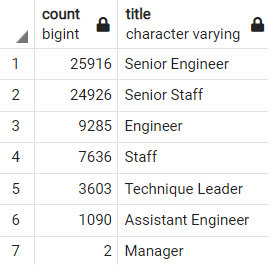 count title
bigint character varying
1 25916 Senior Engineer
2 24926 Senior Staff
3 9285 Engineer
4 7636 Staff
5 3603 Technique Leader
6 1090 Assistant Engineer
7 2 Manager